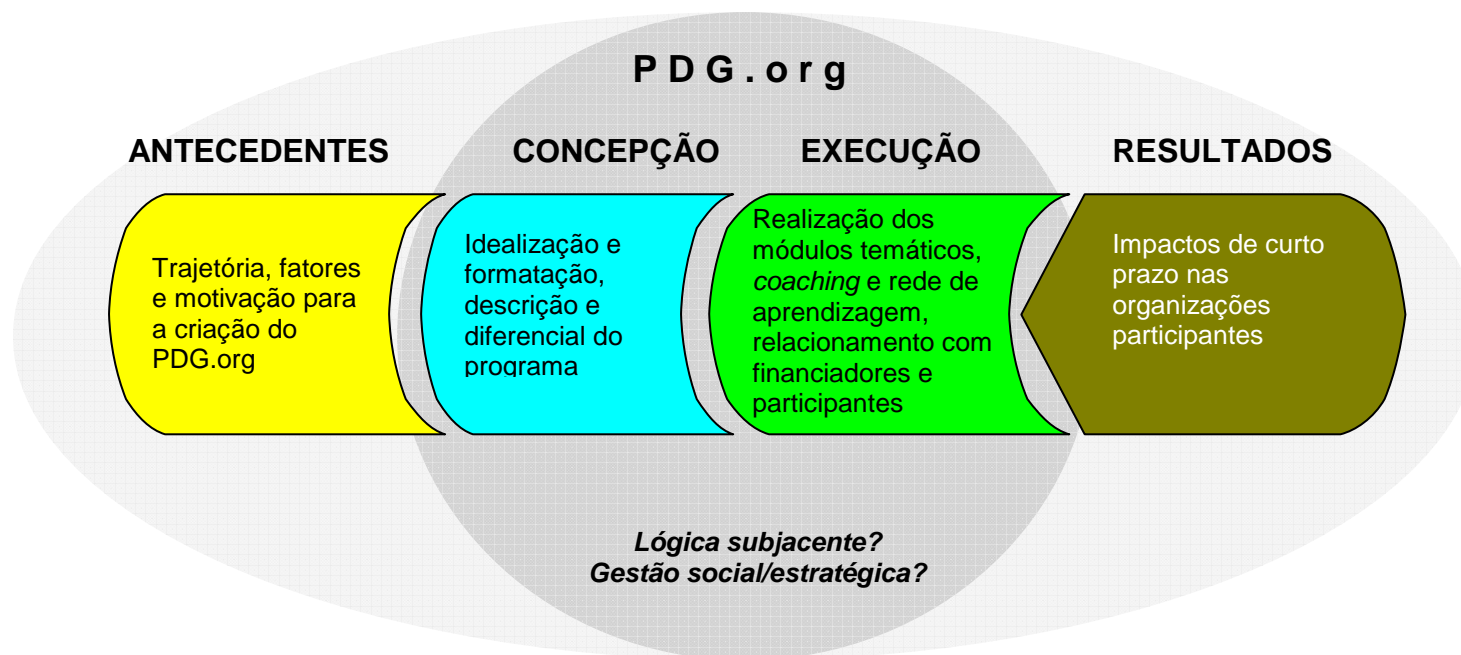 P D G . o r g
ANTECEDENTES
CONCEPÇÃO
EXECUÇÃO
RESULTADOS
Trajetória, fatores
e motivação para
a criação do
PDG.org
Idealização e
formatação,
descrição e
diferencial do
programa
Realização dos
módulos temáticos,
coaching e rede de
aprendizagem,
relacionamento com
financiadores e
participantes
Impactos de curto
prazo nas
organizações
participantes
Lógica subjacente?
Gestão social/estratégica?